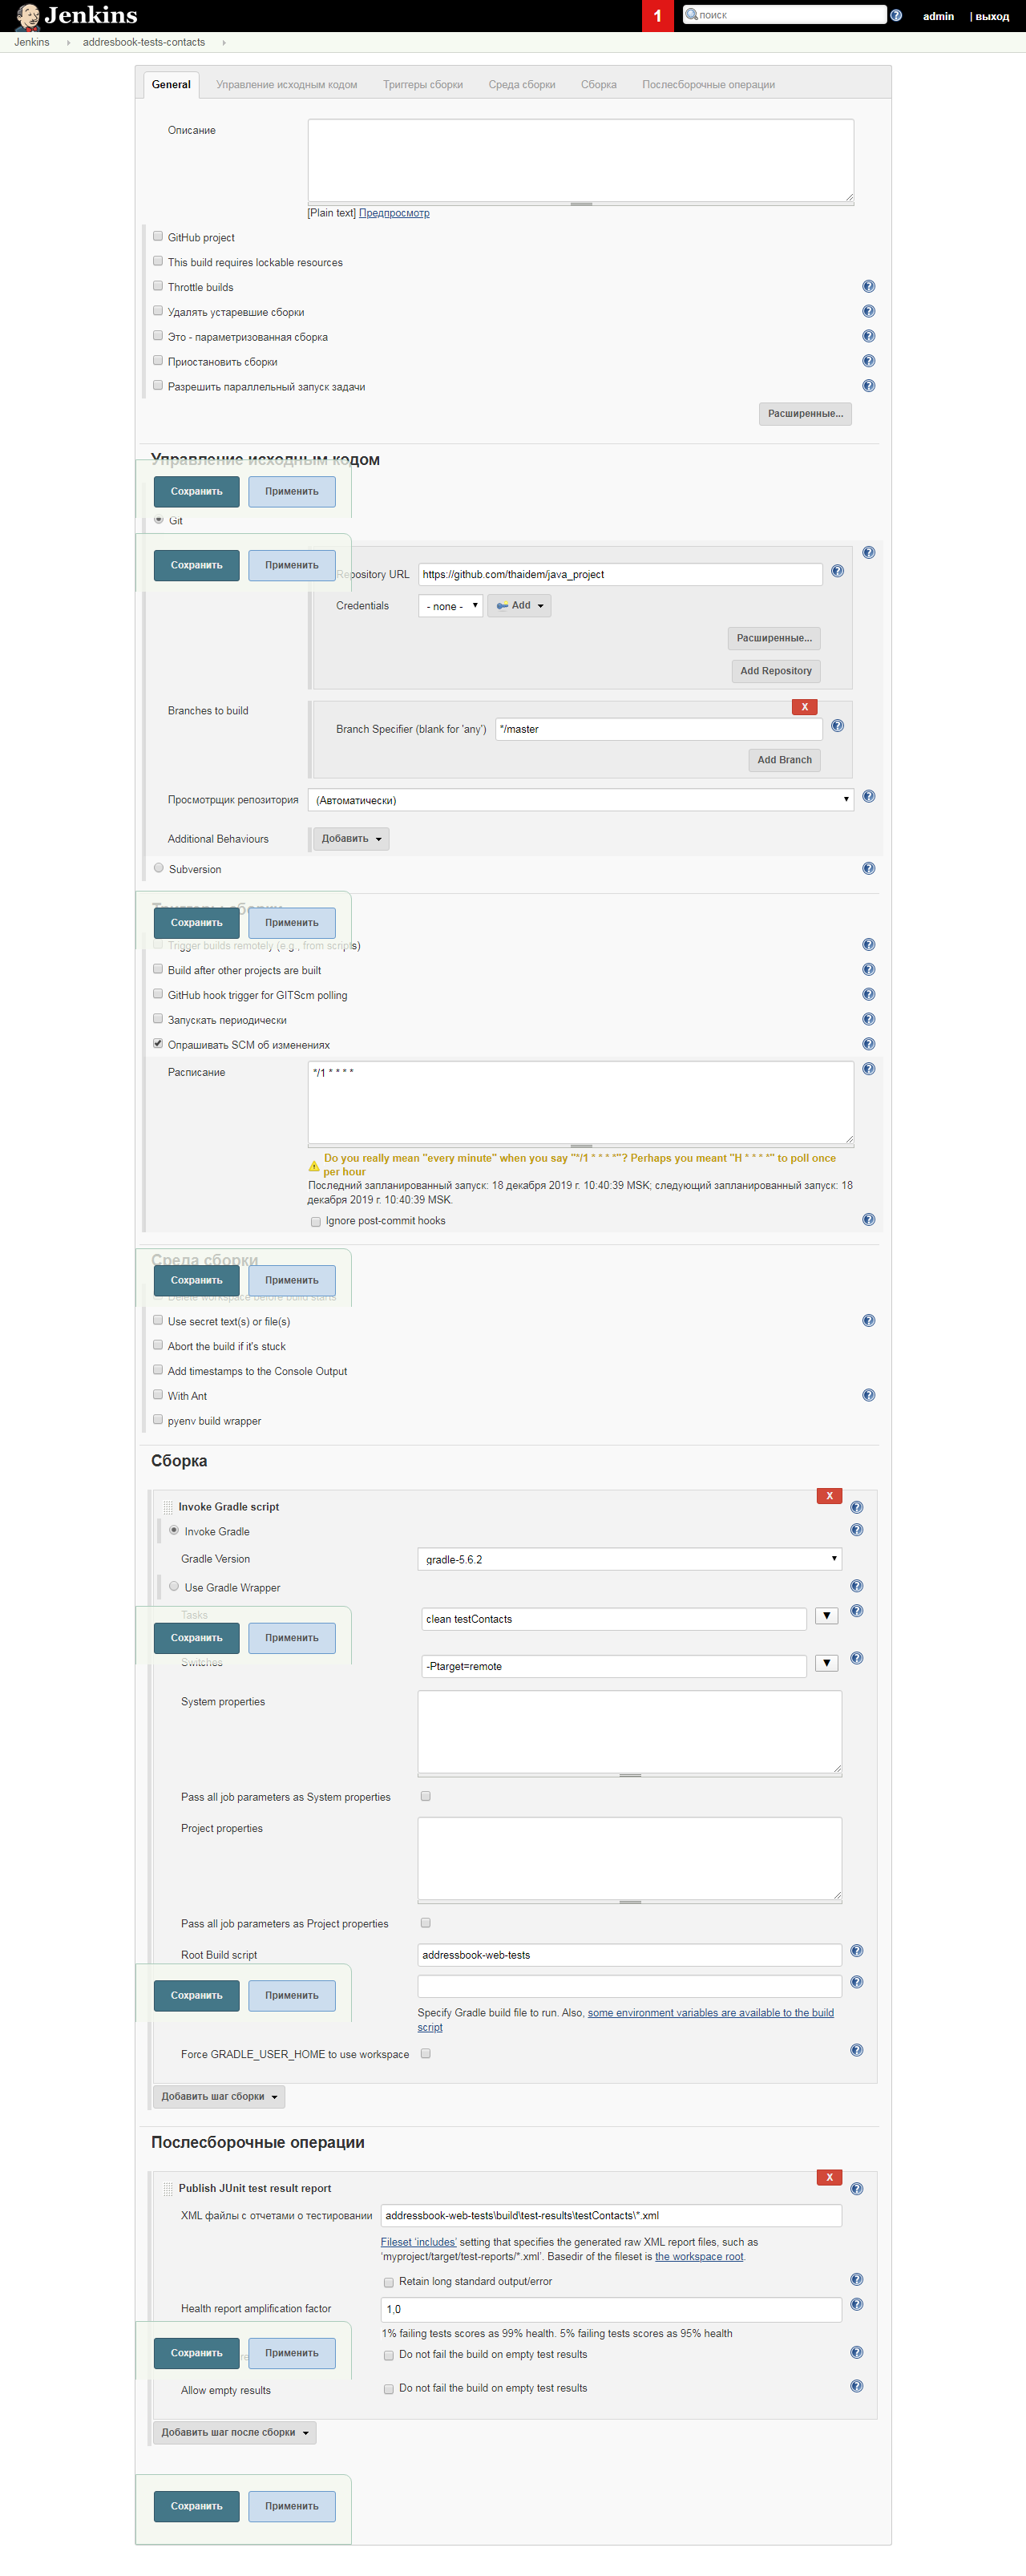 Jenkins
1
поиск
admin
| выход
Jenkins
addresbook-tests-contacts
General
Управление исходным кодом
Триггеры сборки
Среда сборки
Сборка
Послесборочные операции
Описание
[Plain text] Предпросмотр
GitHub project
This build requires lockable resources
Throttle builds
Удалять устаревшие сборки
Это - параметризованная сборка
Приостановить сборки
Разрешить параллельный запуск задачи
Расширенные...
Управление исходным кодом
Сохранить
Применить
Git
Сохранить
Применить
Repository URL
https://github.com/thaidem/java_project
Credentials
- none -
Add
Расширенные...
Add Repository
Branches to build
X
Branch Specifier (blank for 'any')
*/master
Add Branch
Просмотрщик репозитория
(Автоматически)
Additional Behaviours
Добавить
Subversion
Триггеры сборки
Сохранить
Применить
Trigger builds remotely (e.g., from scripts)
Build after other projects are built
GitHub hook trigger for GITScm polling
Запускать периодически
Опрашивать SCM об изменениях
Расписание
*/1 * * * *
Do you really mean "every minute" when you say "*/1 * * * *"? Perhaps you meant "H * * * *" to poll once
per hour
Последний запланированный запуск: 18 декабря 2019 г. 10:40:39 MSK; следующий запланированный запуск: 18
декабря 2019 г. 10:40:39 MSK.
Ignore post-commit hooks
Среда сборки
Сохранить
Применить
Delete workspace before build starts
Use secret text(s) or file(s)
Abort the build if it's stuck
Add timestamps to the Console Output
With Ant
pyenv build wrapper
Сборка
X
Invoke Gradle script
Invoke Gradle
Gradle Version
gradle-5.6.2
Use Gradle Wrapper
Tasks
clean testContacts
Сохранить
Применить
Switches
-Ptarget=remote
System properties
Pass all job parameters as System properties
Project properties
Pass all job parameters as Project properties
Root Build script
addressbook-web-tests
Сохранить
Применить
Specify Gradle build file to run. Also, some environment variables are available to the build
script
Force GRADLE_USER_HOME to use workspace
Добавить шаг сборки
Послесборочные операции
X
Publish JUnit test result report
XML файлы с отчетами о тестировании
addressbook-web-tests\build\test-results\testContacts\*.xml
Fileset 'includes' setting that specifies the generated raw XML report files, such as
'myproject/target/test-reports/*.xml'. Basedir of the fileset is the workspace root.
Retain long standard output/error
Health report amplification factor
1,0
1% failing tests scores as 99% health. 5% failing tests scores as 95% health
Сохранить
Применить
Do not fail the build on empty test results
Allow empty results
Do not fail the build on empty test results
Добавить шаг после сборки
Сохранить
Применить